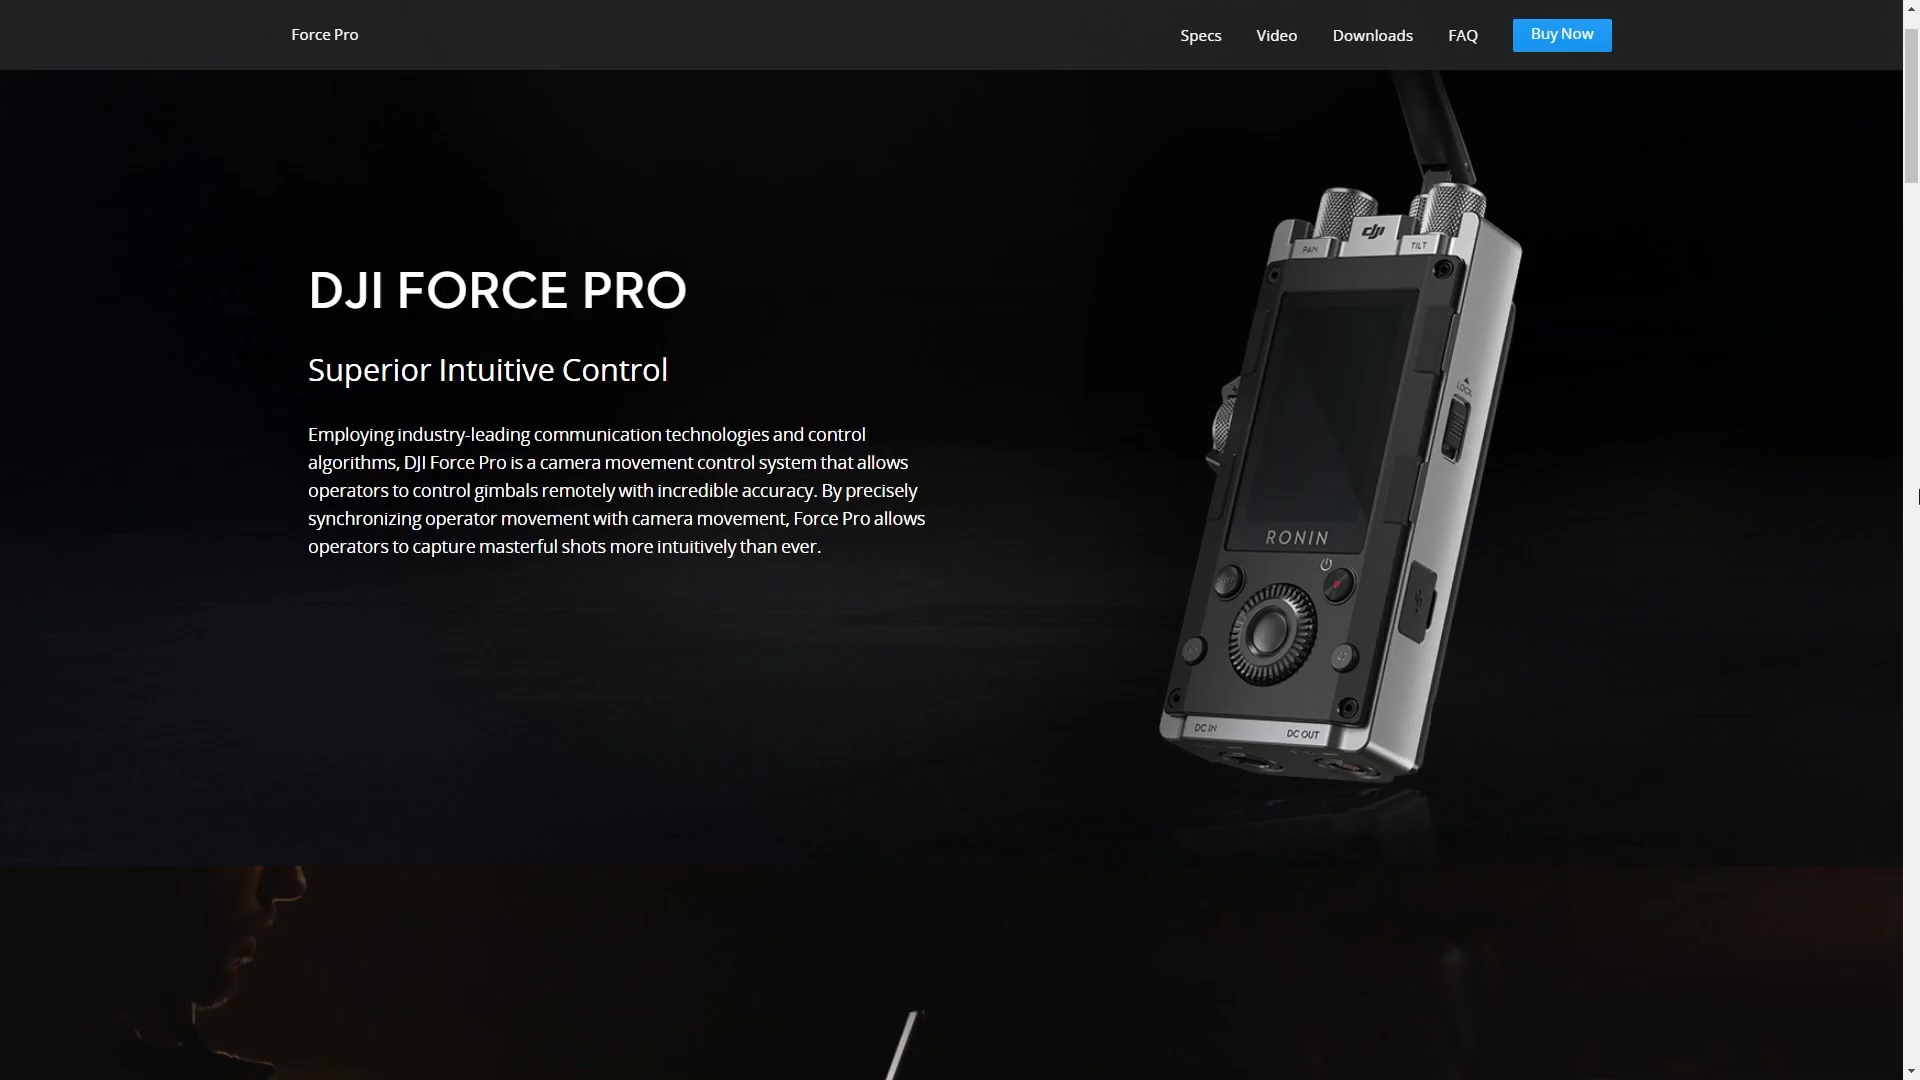 Force Pro
Specs
Video
Downloads
FAQ
Buy Now
dji
PAN
TILT
DJI FORCE PRO
Superior Intuitive Control
LOCK
Employing industry-leading communication technologies and control
algorithms, DJI Force Pro is a camera movement control system that allows
operators to control gimbals remotely with incredible accuracy. By precisely
synchronizing operator movement with camera movement, Force Pro allows
operators to capture masterful shots more intuitively than ever.
RONIN
DC IN
DC OUT